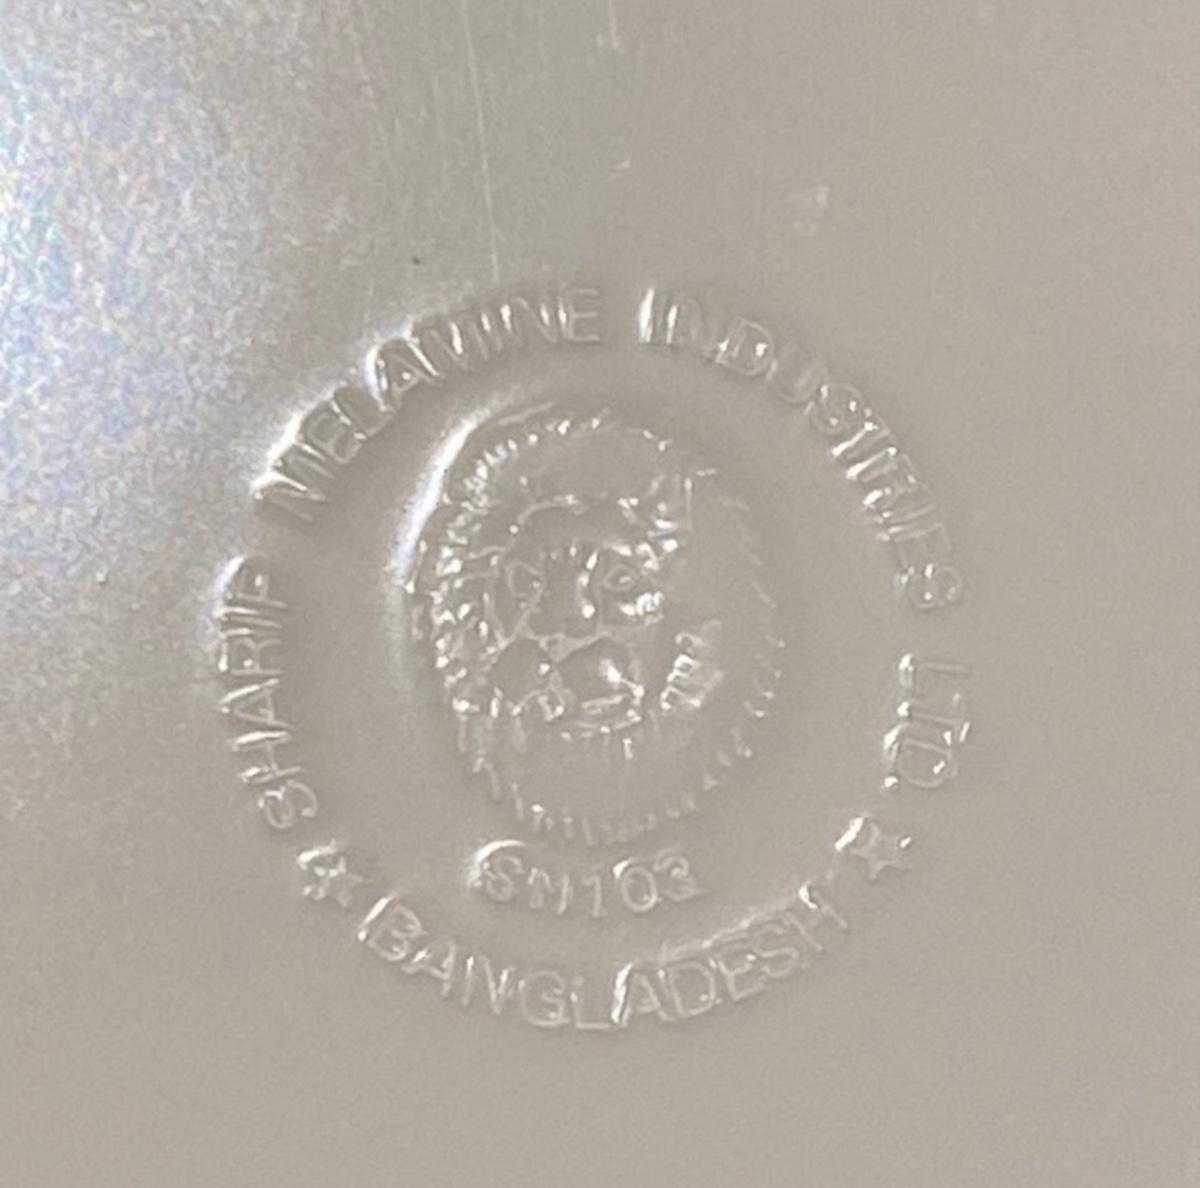 SHARIF MELAMINE INDUSTRIES LTD.
SM103
BANGLADESH